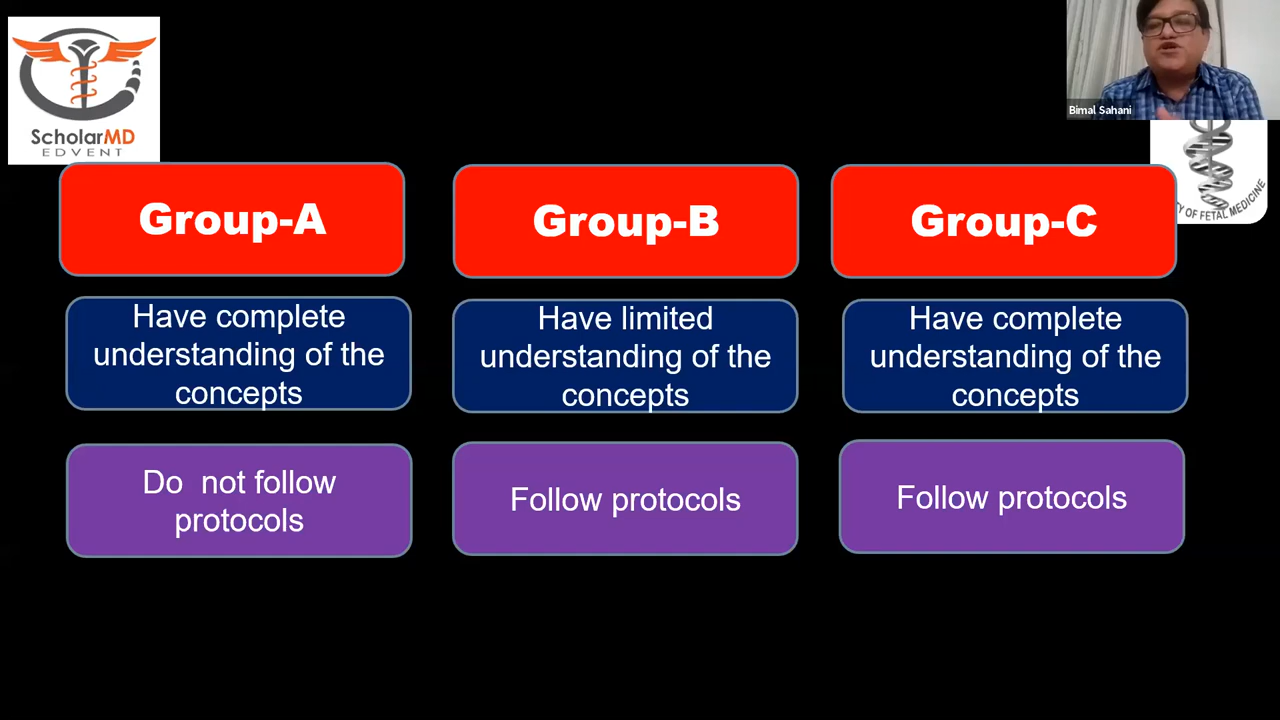 ScholarMD
EDVENT
Bimal Sahani
Y OF FETAL MEDICINE
Group-A
Group-B
Group-C
Have complete
understanding of the
concepts
Have limited
understanding of the
concepts
Have complete
understanding of the
concepts
Do  not follow
protocols
Follow protocols
Follow protocols